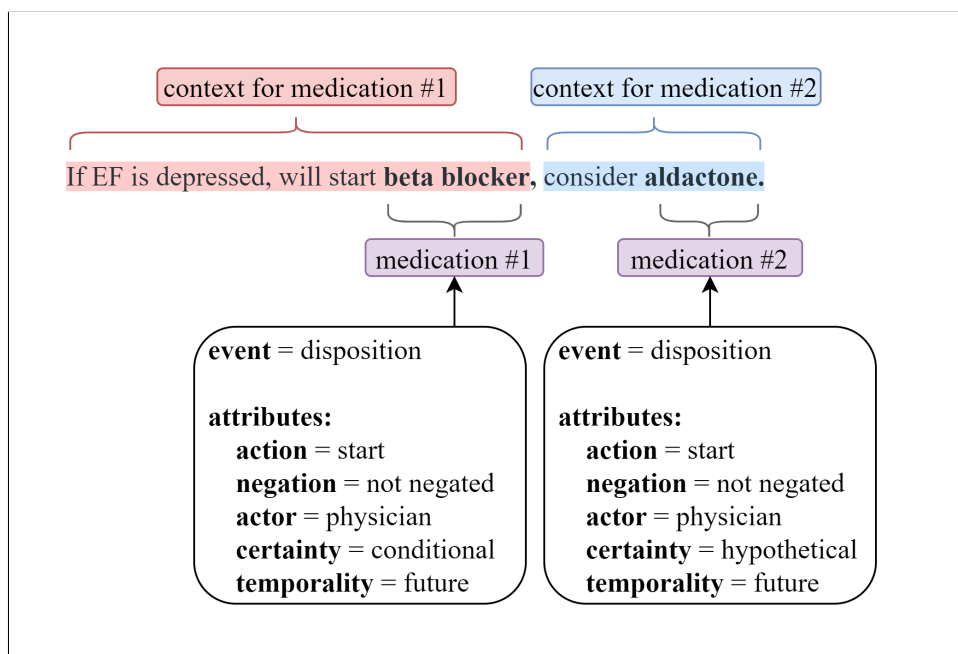 context for medication #1
context for medication #2
If EF is depressed, will start beta blocker, consider aldactone.
medication #1
medication #2
event = disposition
attributes:
action = start
negation = not negated
actor = physician
certainty = conditional
temporality = future
event = disposition
attributes:
action = start
negation = not negated
actor = physician
certainty = hypothetical
temporality = future